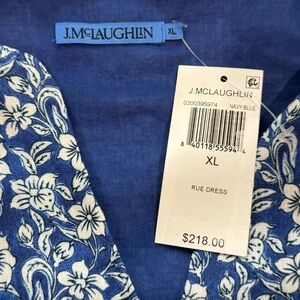 J.McLAUGHLIN
XL
J. MCLAUGHLIN
0200395974 NAVY/BLUE
8 40118 55594 4
XL
RUE DRESS
$218.00